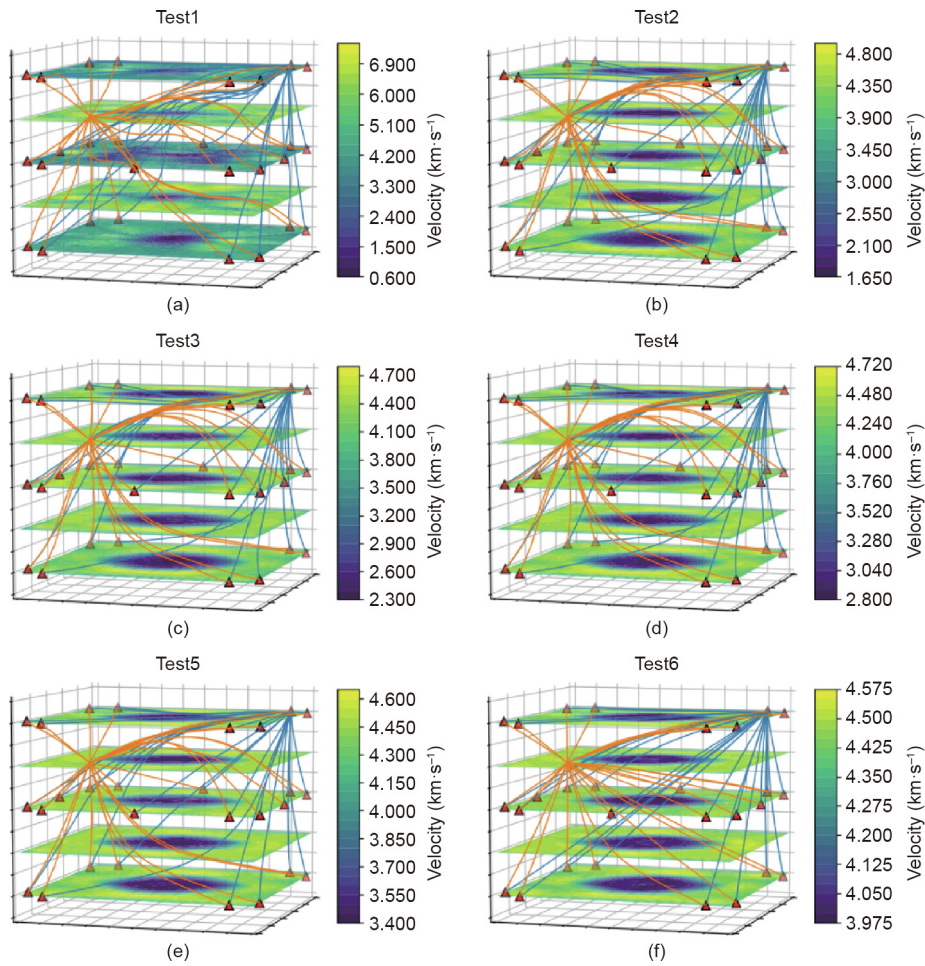 Test1
6.900
6.000
5.100
4.200
3.300
2.400
1.500
0.600
Velocity (km·s⁻¹)
(a)
Test2
4.800
4.350
3.900
3.450
3.000
2.550
2.100
1.650
Velocity (km·s⁻¹)
(b)
Test3
4.700
4.400
4.100
3.800
3.500
3.200
2.900
2.600
2.300
Velocity (km·s⁻¹)
(c)
Test4
4.720
4.480
4.240
4.000
3.760
3.520
3.280
3.040
2.800
Velocity (km·s⁻¹)
(d)
Test5
4.600
4.450
4.300
4.150
4.000
3.850
3.700
3.550
3.400
Velocity (km·s⁻¹)
(e)
Test6
4.575
4.500
4.425
4.350
4.275
4.200
4.125
4.050
3.975
Velocity (km·s⁻¹)
(f)